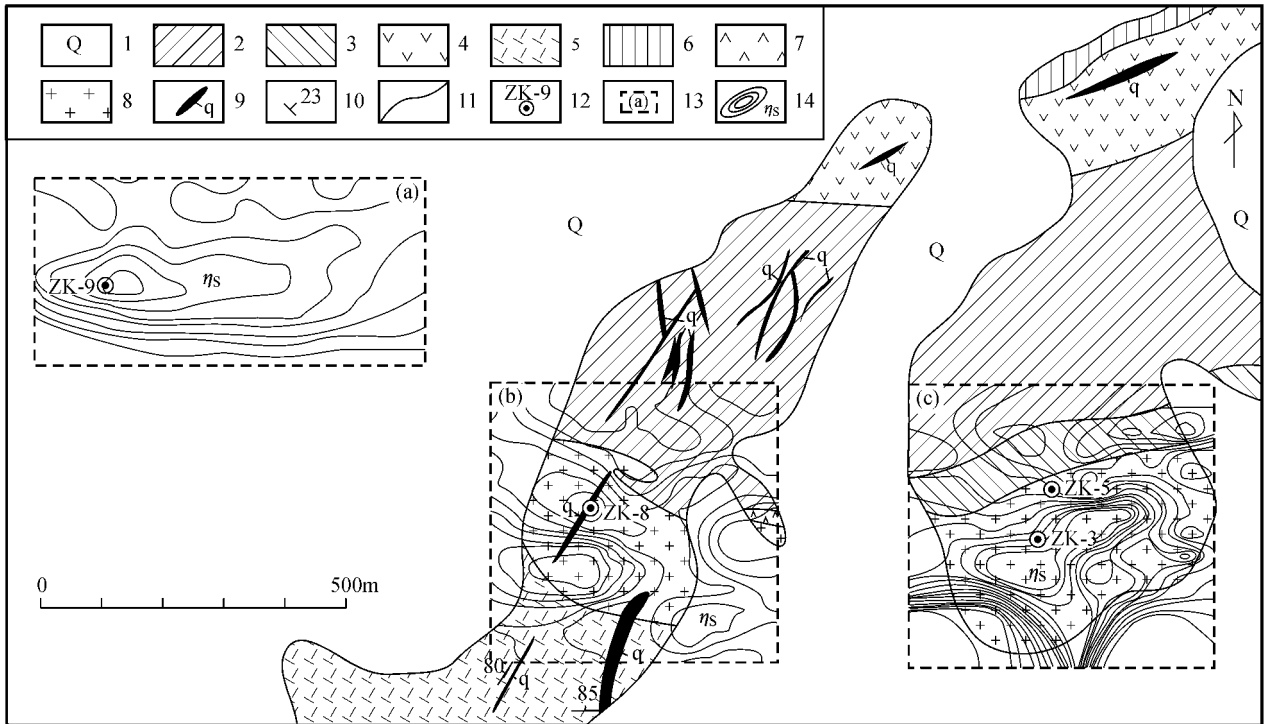 Q 1 2 3 4 5 6 7
8 q 9 23 10 11 ZK-9 12 (a) 13 ηs 14
q
N
(a)
q
Q
Q
Q
ηs
ZK-9
q
q
q
(b)
(c)
ZK-5
q
ZK-8
ZK-3
ηs
0
500m
ηs
80
q
q
85